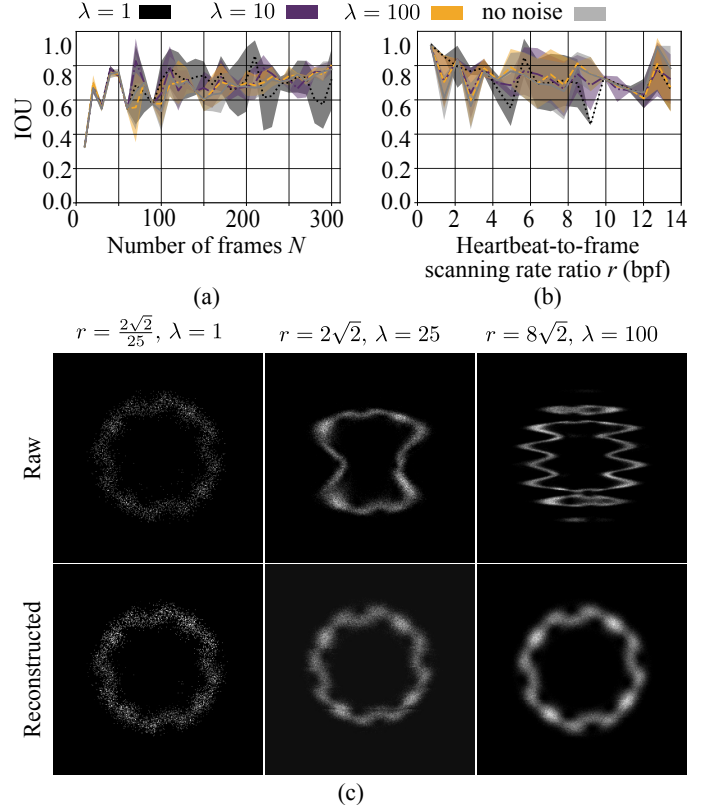 λ = 1 λ = 10 λ = 100 no noise
1.0 1.0
0.8 0.8
0.6 0.6
0.4 0.4
0.2 0.2
0.0 0.0
IOU
0 100 200 300 0 2 4 6 8 10 12 14
Number of frames N
Heartbeat-to-frame
scanning rate ratio r (bpf)
(a) (b)
r = 2√2/25, λ = 1 r = 2√2, λ = 25 r = 8√2, λ = 100
Raw
Reconstructed
(c)